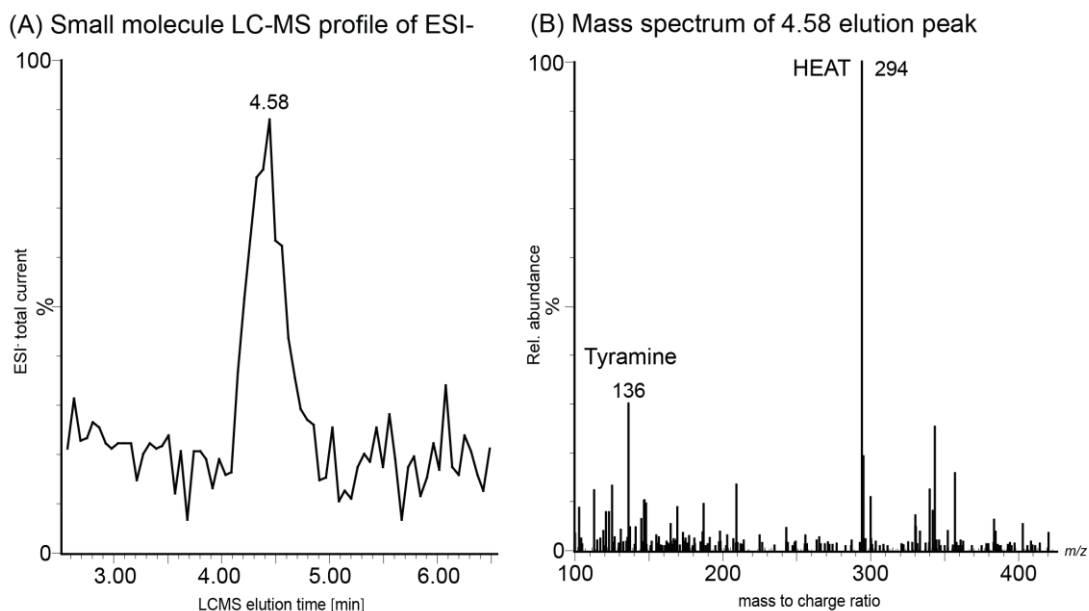 (A) Small molecule LC-MS profile of ESI-
100
4.58
ESI⁻ total current
%
0
3.00 4.00 5.00 6.00
LCMS elution time [min]
(B) Mass spectrum of 4.58 elution peak
HEAT 294
100
Tyramine
136
Rel. abundance
%
0
100 200 300 400 m/z
mass to charge ratio